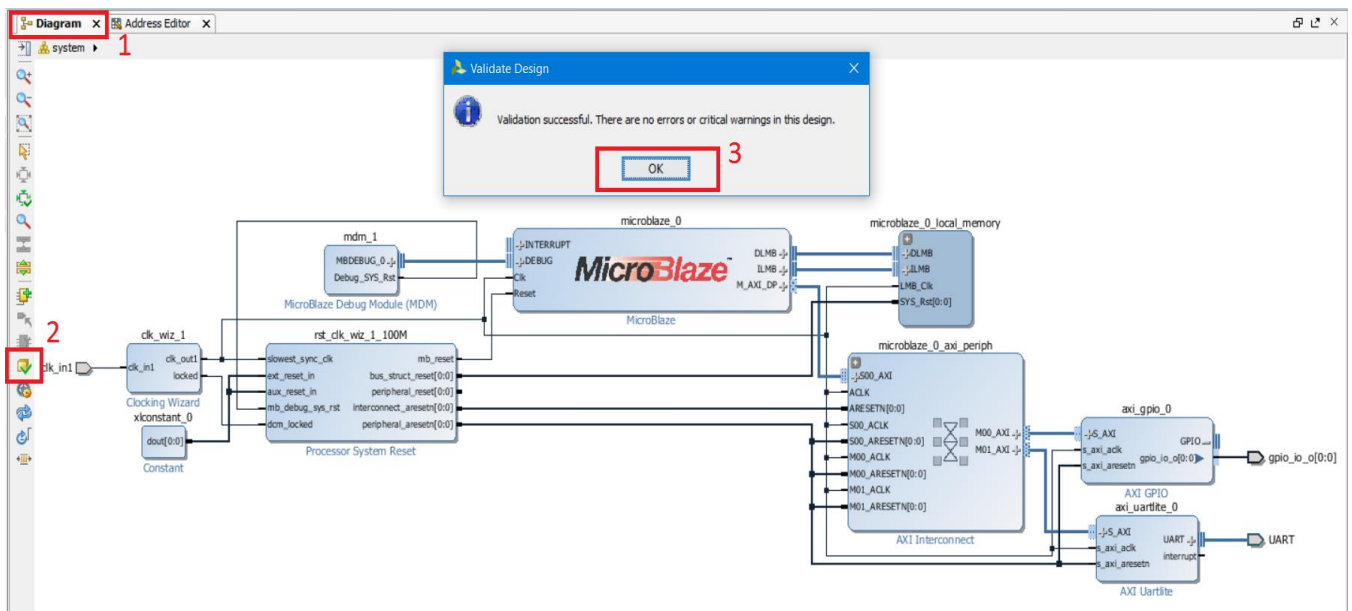 Diagram
Address Editor
1
system
Validate Design
Validation successful. There are no errors or critical warnings in this design.
OK
3
2
mdm_1
MBDEBUG_0
Debug_SYS_Rst
MicroBlaze Debug Module (MDM)
microblaze_0
INTERRUPT
DEBUG
Clk
Reset
MicroBlaze
DLMB
ILMB
M_AXI_DP
MicroBlaze
microblaze_0_local_memory
DLMB
ILMB
LMB_Clk
SYS_Rst[0:0]
clk_in1
clk_wiz_1
clk_in1
clk_out1
locked
Clocking Wizard
xlconstant_0
dout[0:0]
Constant
rst_clk_wiz_1_100M
slowest_sync_clk
ext_reset_in
aux_reset_in
mb_debug_sys_rst
dcm_locked
mb_reset
bus_struct_reset[0:0]
peripheral_reset[0:0]
interconnect_aresetn[0:0]
peripheral_aresetn[0:0]
Processor System Reset
microblaze_0_axi_periph
S00_AXI
ACLK
ARESETN[0:0]
S00_ACLK
S00_ARESETN[0:0]
M00_ACLK
M00_ARESETN[0:0]
M01_ACLK
M01_ARESETN[0:0]
M00_AXI
M01_AXI
AXI Interconnect
axi_gpio_0
S_AXI
s_axi_aclk
s_axi_aresetn
GPIO
gpio_io_o[0:0]
AXI GPIO
gpio_io_o[0:0]
axi_uartlite_0
S_AXI
s_axi_aclk
s_axi_aresetn
UART
interrupt
AXI Uartlite
UART